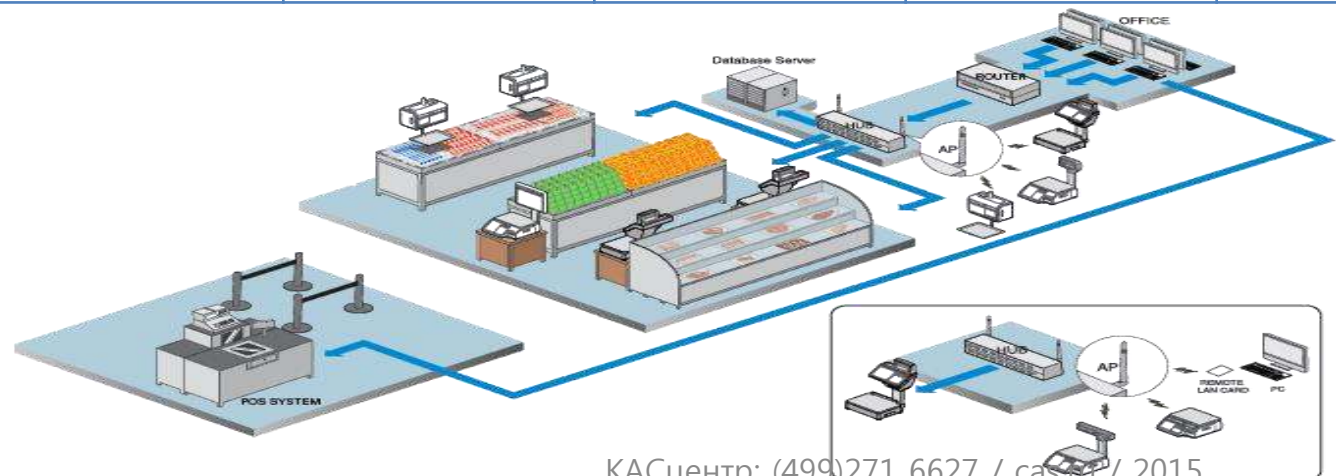 OFFICE
Database Server
ROUTER
HUB
AP
POS SYSTEM
HUB
AP
REMOTE
LAN CARD
PC
КАСцентр: (499)271 6627 / / 2015